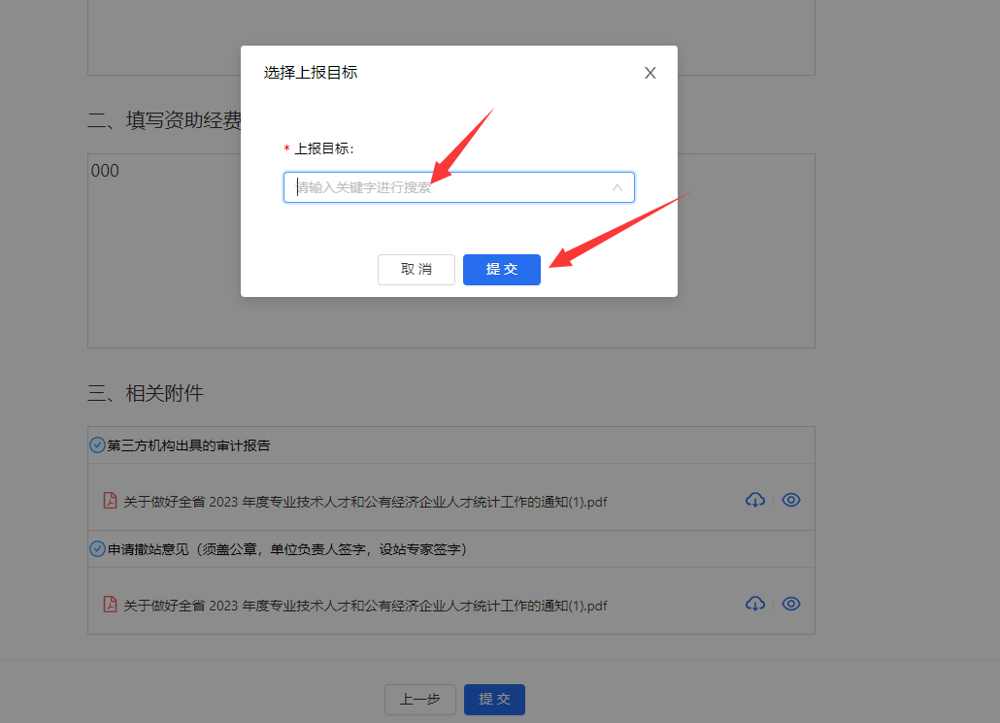 选择上报目标
X
二、填写资助经费
* 上报目标：
000
请输入关键字进行搜索
取 消
提 交
三、相关附件
第三方机构出具的审计报告
关于做好全省 2023 年度专业技术人才和公有经济企业人才统计工作的通知(1).pdf
申请撤站意见（须盖公章，单位负责人签字，设站专家签字）
关于做好全省 2023 年度专业技术人才和公有经济企业人才统计工作的通知(1).pdf
上一步
提 交